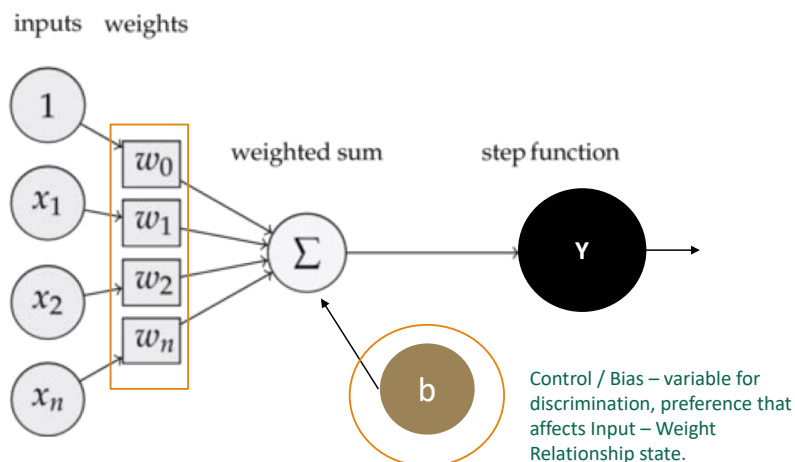 inputs weights
1
w₀
weighted sum
step function
x₁
w₁
Σ
Y
x₂
w₂
wₙ
xₙ
b
Control / Bias – variable for
discrimination, preference that
affects Input – Weight
Relationship state.